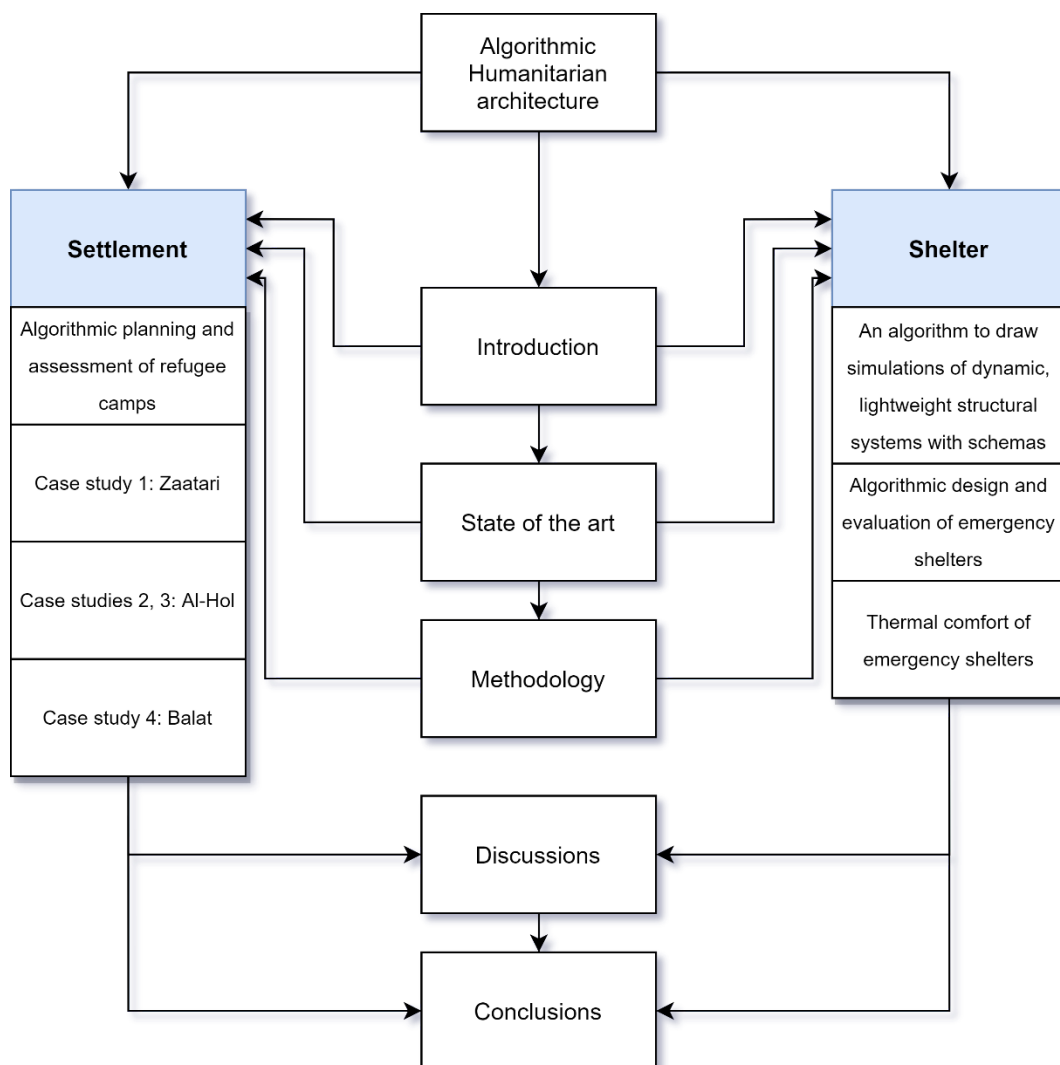 Algorithmic
Humanitarian
architecture
Settlement
Algorithmic planning and
assessment of refugee
camps
Case study 1: Zaatari
Case studies 2, 3: Al-Hol
Case study 4: Balat
Introduction
State of the art
Methodology
Shelter
An algorithm to draw
simulations of dynamic,
lightweight structural
systems with schemas
Algorithmic design and
evaluation of emergency
shelters
Thermal comfort of
emergency shelters
Discussions
Conclusions